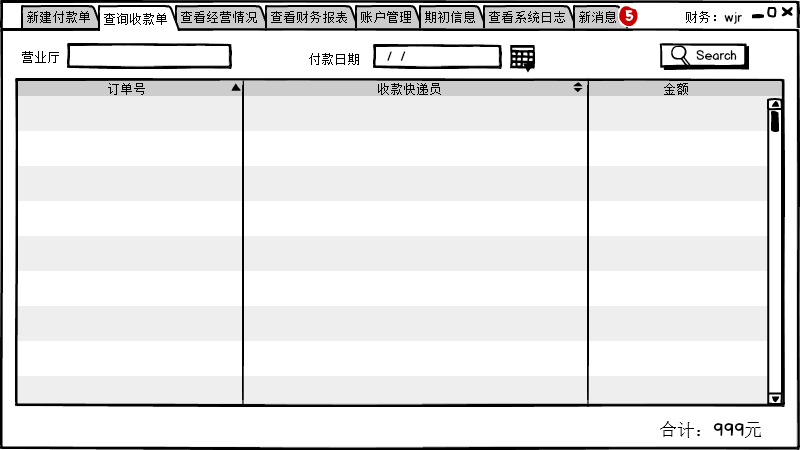 新建付款单 查询收款单 查看经营情况 查看财务报表 账户管理 期初信息 查看系统日志 新消息 5 财务：wjr
营业厅 付款日期 / / Search
订单号 收款快递员 金额
合计：999元